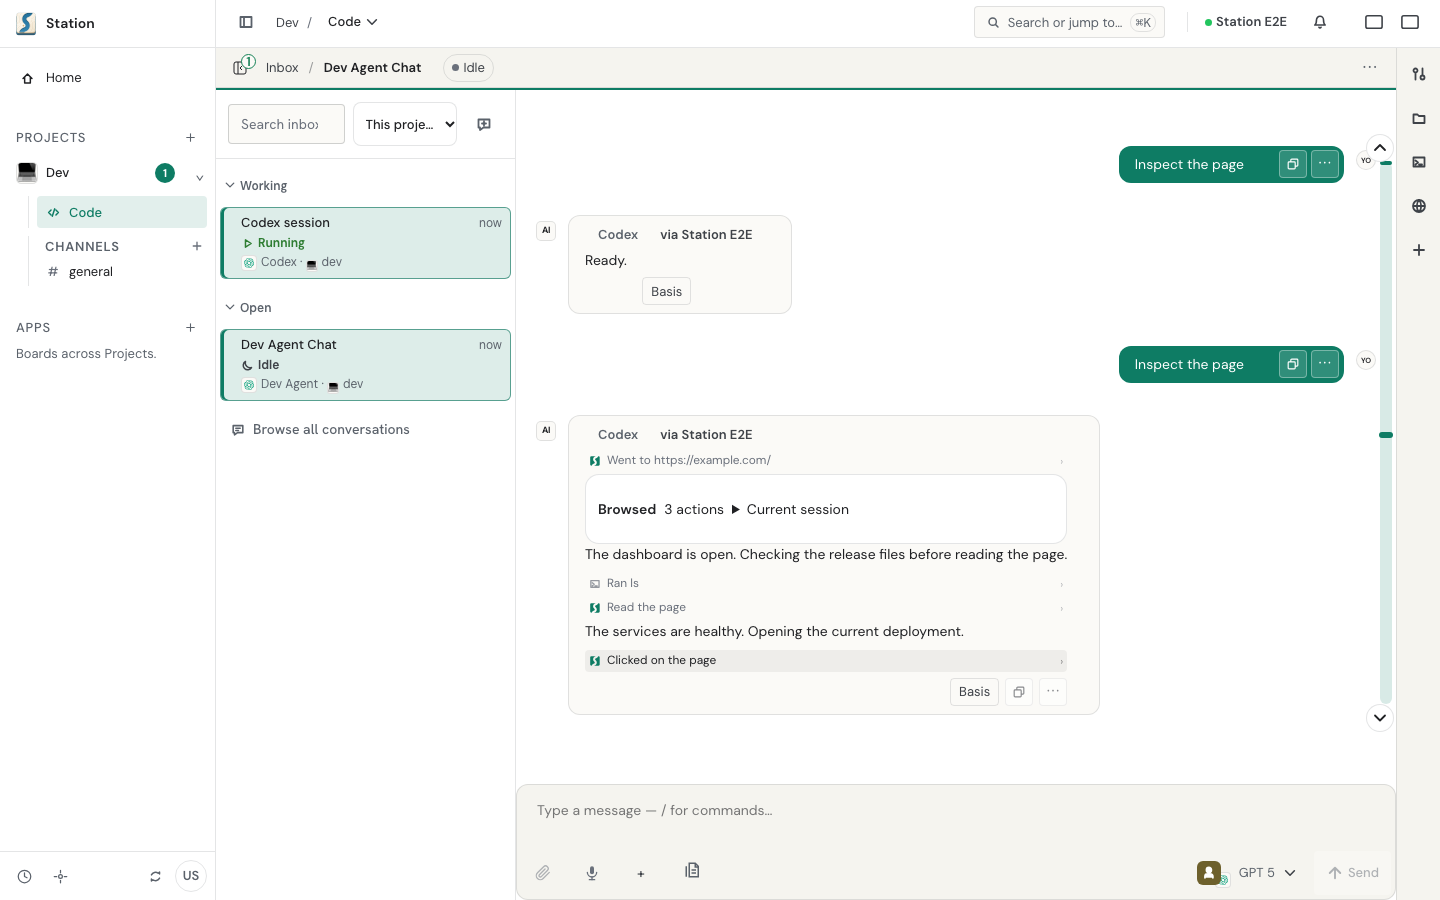 Station
Dev / Code
Search or jump to... ⌘K
Station E2E
Home
PROJECTS
Dev 1
Code
CHANNELS
# general
APPS
Boards across Projects.
US
1
Inbox / Dev Agent Chat
Idle
Search inbox
This proje...
Working
Codex session now
Running
Codex · dev
Open
Dev Agent Chat now
Idle
Dev Agent · dev
Browse all conversations
Inspect the page
YO
AI
Codex via Station E2E
Ready.
Basis
Inspect the page
YO
AI
Codex via Station E2E
Went to https://example.com/
Browsed 3 actions ▶ Current session
The dashboard is open. Checking the release files before reading the page.
Ran ls
Read the page
The services are healthy. Opening the current deployment.
Clicked on the page
Basis
Type a message — / for commands...
GPT 5
Send